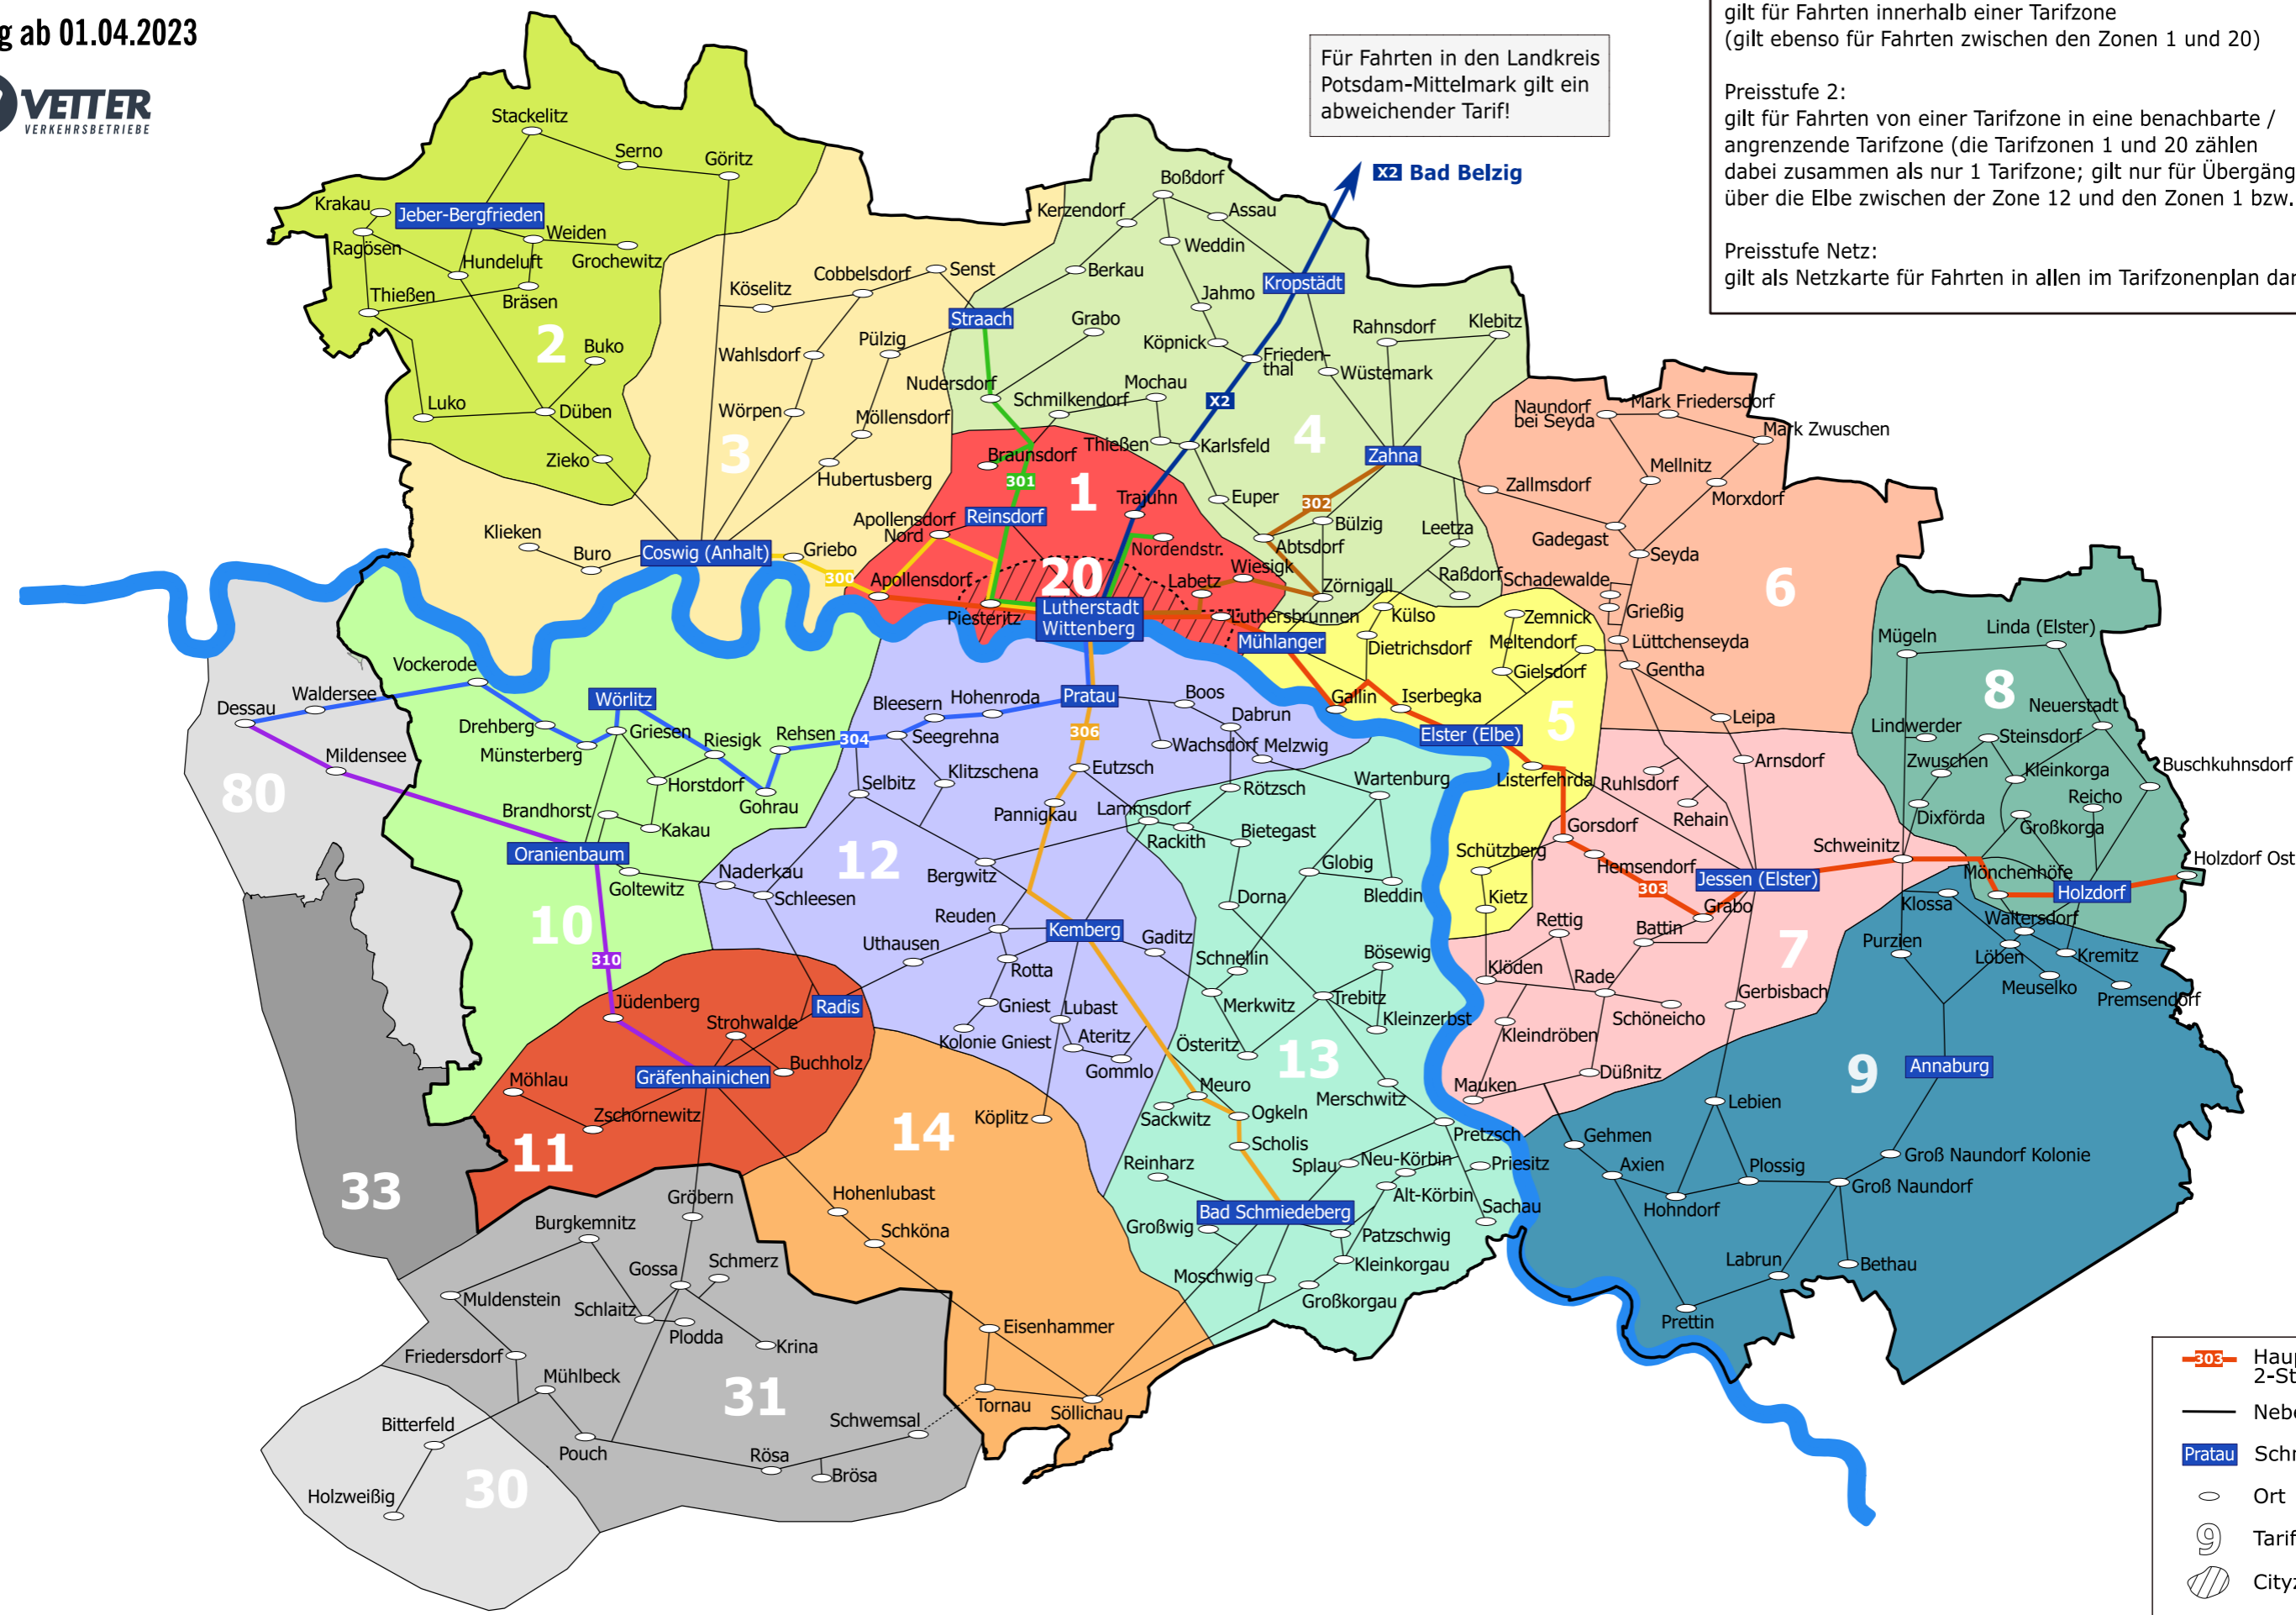 g ab 01.04.2023
VETTER
VERKEHRSBETRIEBE
Für Fahrten in den Landkreis
Potsdam-Mittelmark gilt ein
abweichender Tarif!
gilt für Fahrten innerhalb einer Tarifzone
(gilt ebenso für Fahrten zwischen den Zonen 1 und 20)
Preisstufe 2:
gilt für Fahrten von einer Tarifzone in eine benachbarte /
angrenzende Tarifzone (die Tarifzonen 1 und 20 zählen
dabei zusammen als nur 1 Tarifzone; gilt nur für Übergäng
über die Elbe zwischen der Zone 12 und den Zonen 1 bzw.
Preisstufe Netz:
gilt als Netzkarte für Fahrten in allen im Tarifzonenplan dar
X2 Bad Belzig
Stackelitz
Serno
Göritz
Krakau
Jeber-Bergfrieden
Weiden
Ragösen
Hundeluft
Grochewitz
Thießen
Bräsen
2
Buko
Luko
Düben
Zieko
Köselitz
Cobbelsdorf
Senst
Straach
Wahlsdorf
Pülzig
Wörpen
Möllensdorf
3
Hubertusberg
Klieken
Buro
Coswig (Anhalt)
Griebo
300
Boßdorf
Kerzendorf
Assau
Weddin
Berkau
Kropstädt
Jahmo
Grabo
Köpnick
Frieden-
thal
Rahnsdorf
Klebitz
Wüstemark
Nudersdorf
Schmilkendorf
Mochau
X2
Thießen
Karlsfeld
4
Zahna
Euper
302
Bülzig
Leetza
Abtsdorf
Raßdorf
Zörnigall
Braunsdorf
301
1
Trajuhn
Apollensdorf
Nord
Reinsdorf
Nordendstr.
20
Labetz
Wiesigk
Apollensdorf
Piesteritz
Lutherstadt
Wittenberg
Luthersbrunnen
Mühlanger
Külso
Dietrichsdorf
Zemnick
Meltendorf
Gielsdorf
Gallin
Iserbegka
5
Elster (Elbe)
Listerfehrda
Schützberg
Kietz
Naundorf
bei Seyda
Mark Friedersdorf
Mark Zwuschen
Mellnitz
Zallmsdorf
Morxdorf
Gadegast
Seyda
Schadewalde
Grießig
6
Lüttchenseyda
Gentha
Leipa
Mügeln
Linda (Elster)
8
Neuerstadt
Lindwerder
Steinsdorf
Zwuschen
Kleinkorga
Buschkuhnsdorf
Reicho
Dixförda
Großkorga
Holzdorf Ost
Mönchenhöfe
Holzdorf
Waltersdorf
Kremitz
Premsendorf
Arnsdorf
Ruhlsdorf
Rehain
Gorsdorf
Hemsendorf
303
Jessen (Elster)
Schweinitz
Grabo
Battin
Rettig
7
Klöden
Rade
Schöneicho
Gerbisbach
Kleindröben
Düßnitz
Mauken
Klossa
Purzien
Löben
Meuselko
9
Annaburg
Lebien
Gehmen
Axien
Plossig
Groß Naundorf Kolonie
Groß Naundorf
Hohndorf
Labrun
Bethau
Prettin
Dessau
Waldersee
Mildensee
80
33
Vockerode
Wörlitz
Drehberg
Münsterberg
Griesen
Riesigk
Rehsen
304
Horstdorf
Gohrau
Brandhorst
Kakau
Oranienbaum
Goltewitz
10
310
Bleesern
Hohenroda
Pratau
Boos
Seegrehna
306
Dabrun
Wachsdorf
Melzwig
Selbitz
Klitzschena
Eutzsch
Pannigkau
Lammsdorf
12
Naderkau
Schleesen
Bergwitz
Reuden
Uthausen
Kemberg
Gaditz
Rotta
Gniest
Lubast
Kolonie Gniest
Ateritz
Gommlo
Köplitz
Wartenburg
Rötzsch
Rackith
Bietegast
Globig
Bleddin
Dorna
Schnellin
Bösewig
Merkwitz
Trebitz
Kleinzerbst
Österitz
13
Meuro
Merschwitz
Sackwitz
Ogkeln
Scholis
Pretzsch
Splau
Neu-Körbin
Priesitz
Reinharz
Alt-Körbin
Sachau
Bad Schmiedeberg
Großwig
Patzschwig
Kleinkorgau
Moschwig
Großkorgau
Jüdenberg
Radis
Strohwalde
Buchholz
Gräfenhainichen
Möhlau
Zschornewitz
11
14
Hohenlubast
Schköna
Eisenhammer
Tornau
Söllichau
Gröbern
Burgkemnitz
Gossa
Schmerz
Muldenstein
Schlaitz
Plodda
Krina
Friedersdorf
Mühlbeck
31
Schwemsal
Pouch
Rösa
Brösa
Bitterfeld
Holzweißig
30
303 Hau
2-St
Nebe
Pratau Schn
Ort
9 Tarif
Cityz